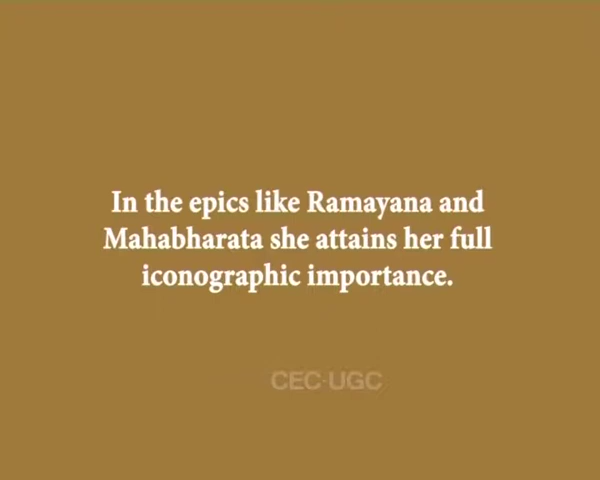 In the epics like Ramayana and
Mahabharata she attains her full
iconographic importance.
CEC-UGC